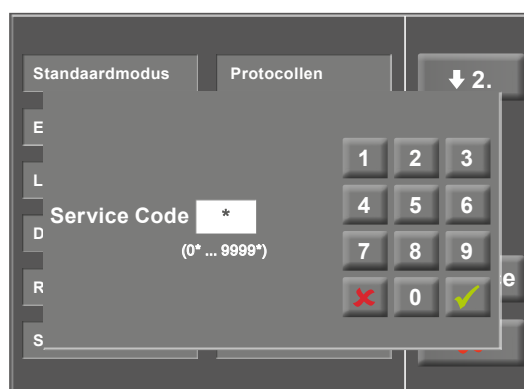 Standaardmodus Protocollen
2.
E
1 2 3
L
4 5 6
Service Code *
D
(0* ... 9999*)
7 8 9
R
e
0
S